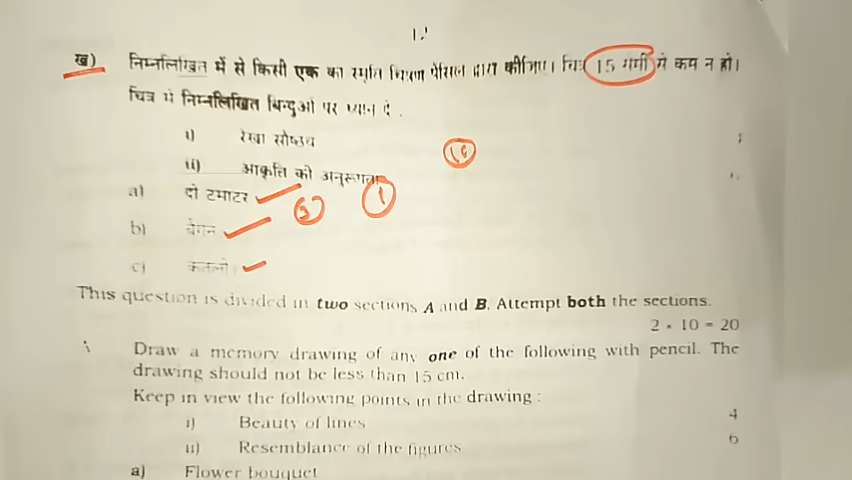 12
ख) निम्नलिखित में से किसी एक का स्मृति चित्रण पेंसिल द्वारा कीजिए। चित्र 15 सेमी से कम न हो।
चित्र में निम्नलिखित बिन्दुओं पर ध्यान दें :
i) रेखा सौष्ठव
ii) आकृति की अनुरूपता
a) दो टमाटर
b) बैगन
c) केतली।
This question is divided in two sections A and B. Attempt both the sections.
2 × 10 = 20
Draw a memory drawing of any one of the following with pencil. The
drawing should not be less than 15 cm.
Keep in view the following points in the drawing :
i) Beauty of lines 4
ii) Resemblance of the figures 6
a) Flower bouquet